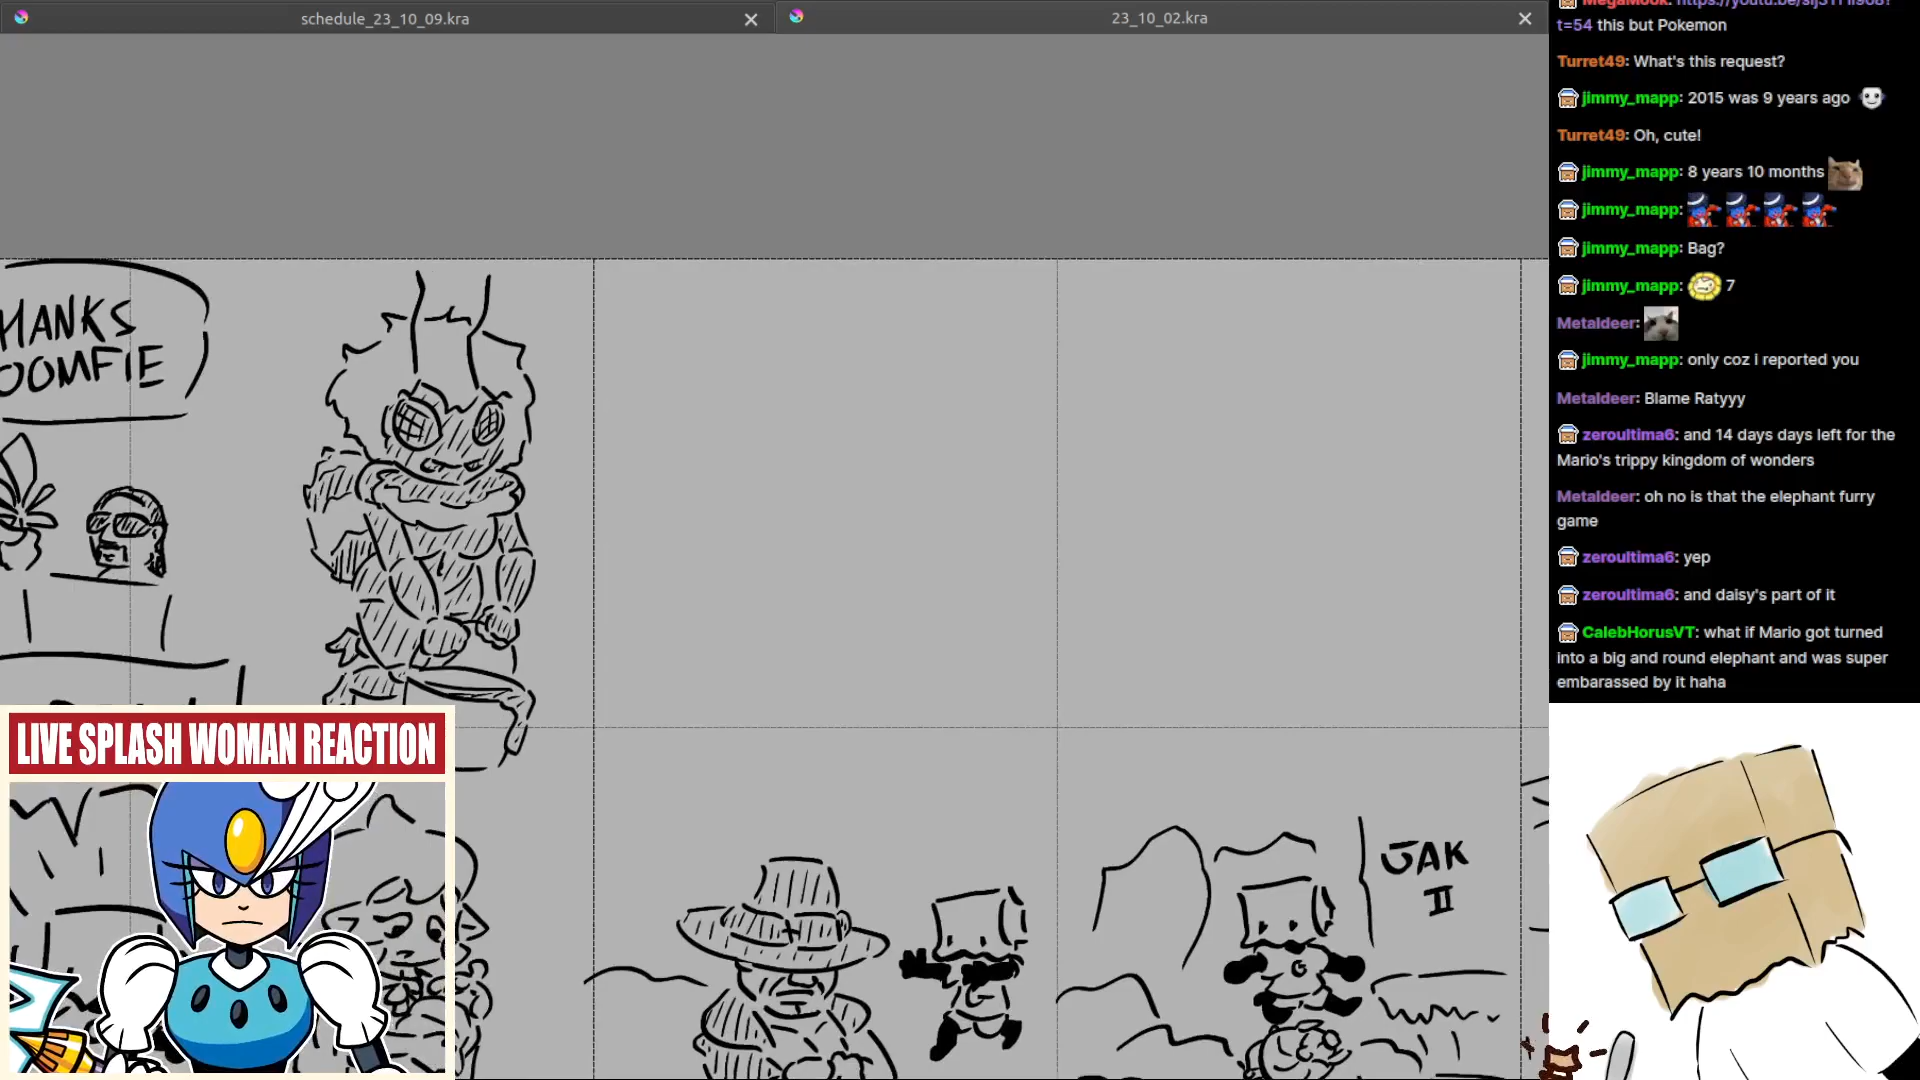 schedule_23_10_09.kra
23_10_02.kra
MegaMook:
t=54 this but Pokemon
Turret49: What's this request?
jimmy_mapp: 2015 was 9 years ago
Turret49: Oh, cute!
jimmy_mapp: 8 years 10 months
jimmy_mapp:
jimmy_mapp: Bag?
jimmy_mapp: 7
Metaldeer:
jimmy_mapp: only coz i reported you
Metaldeer: Blame Ratyyy
zeroultima6: and 14 days days left for the
Mario's trippy kingdom of wonders
Metaldeer: oh no is that the elephant furry
game
zeroultima6: yep
zeroultima6: and daisy's part of it
CalebHorusVT: what if Mario got turned
into a big and round elephant and was super
embarassed by it haha
HANKS
OOMFIE
LIVE SPLASH WOMAN REACTION
JAK
II